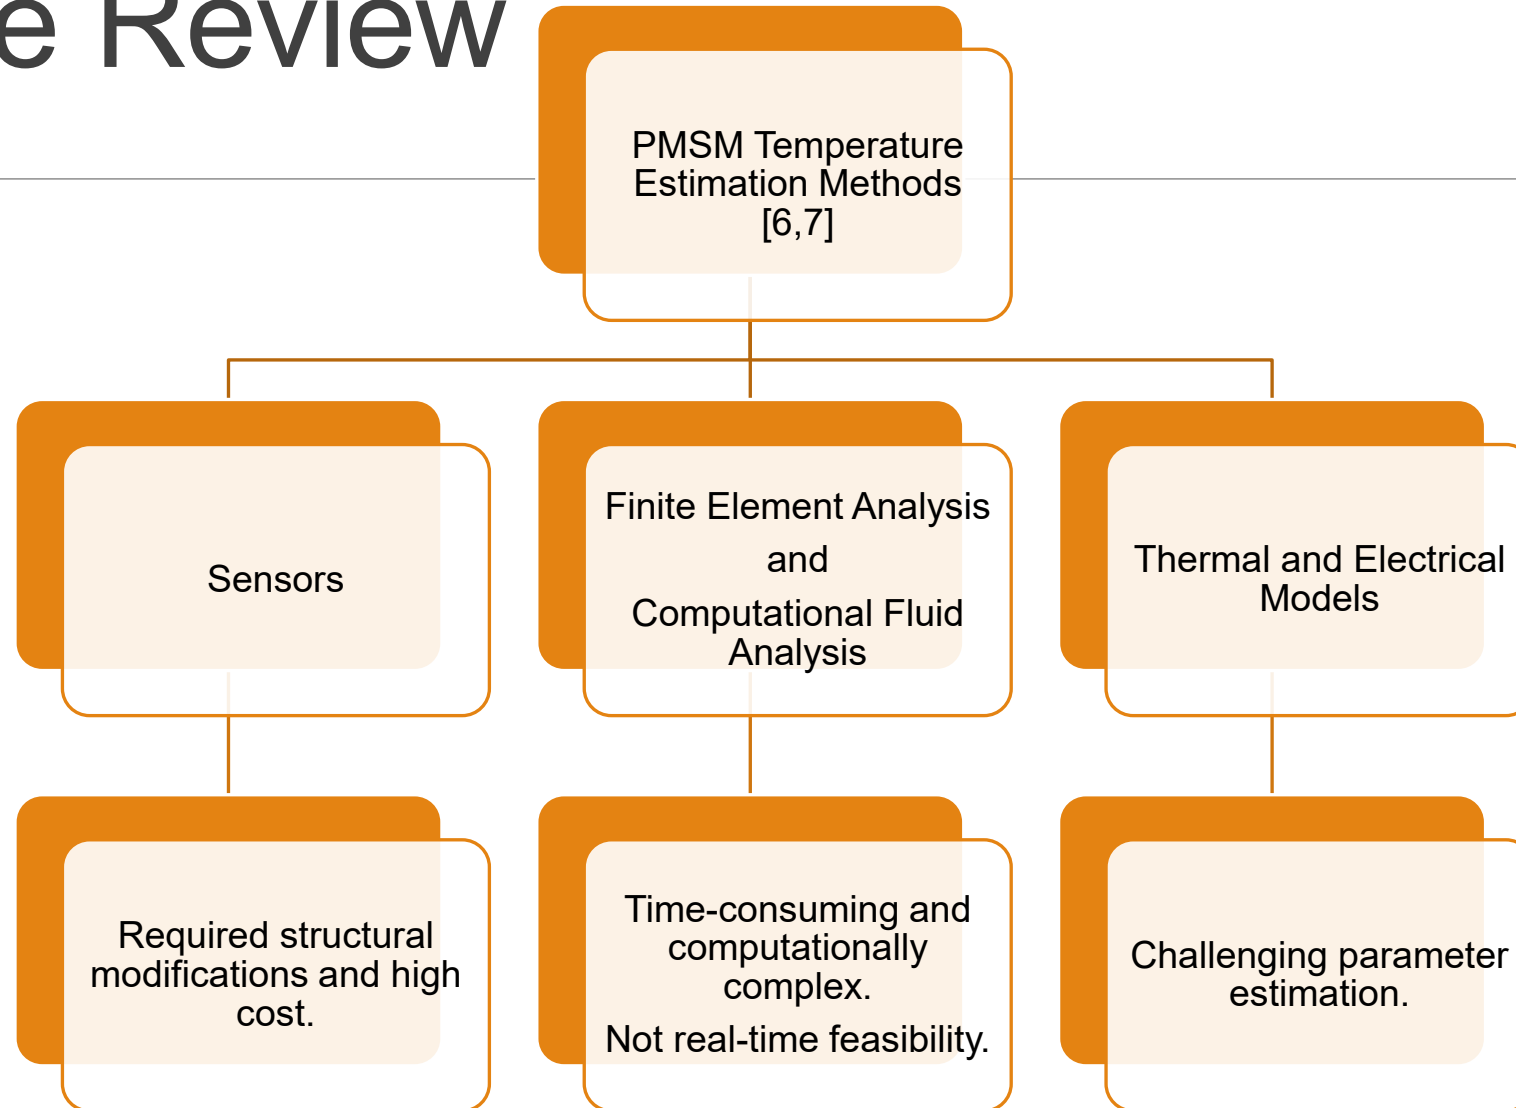 e Review
PMSM Temperature
Estimation Methods
[6,7]
Sensors
Finite Element Analysis
and
Computational Fluid
Analysis
Thermal and Electrical
Models
Required structural
modifications and high
cost.
Time-consuming and
computationally
complex.
Not real-time feasibility.
Challenging parameter
estimation.